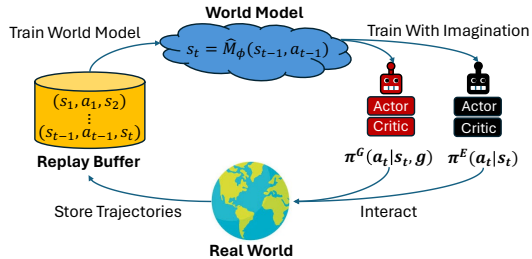 World Model
Train World Model
Train With Imagination
s_t = M̂_ϕ(s_{t−1}, a_{t−1})
(s_1, a_1, s_2)
⋮
(s_{t−1}, a_{t−1}, s_t)
Replay Buffer
Actor
Critic
Actor
Critic
π^G(a_t|s_t, g)
π^E(a_t|s_t)
Store Trajectories
Interact
Real World